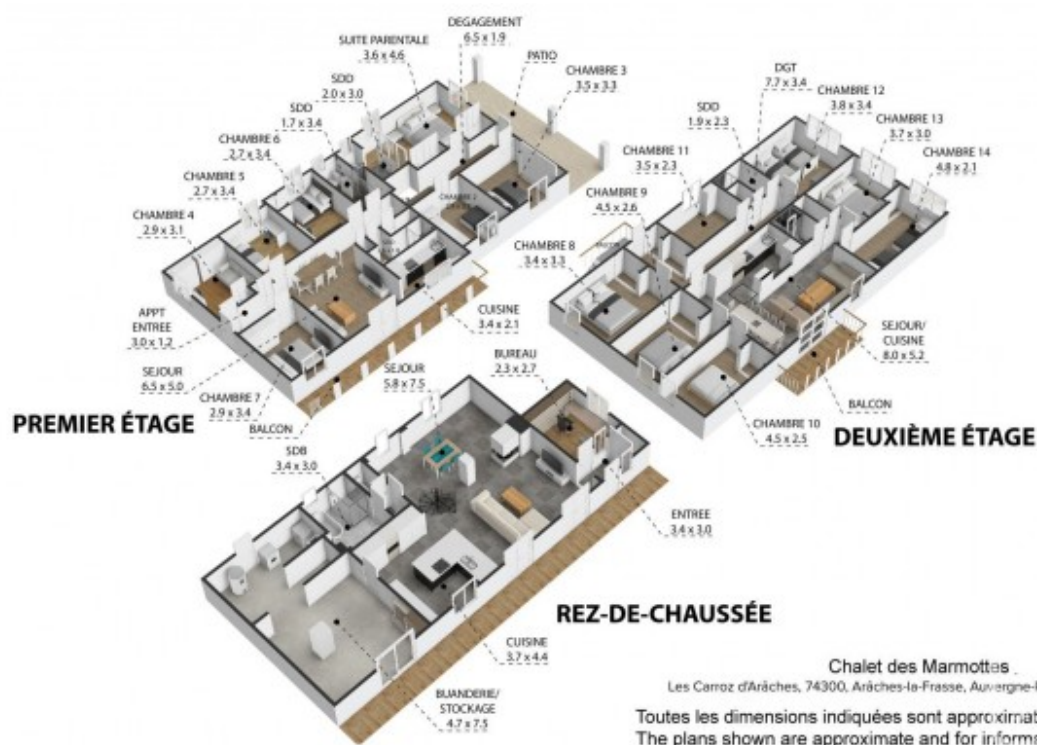 DEGAGEMENT
6.5 x 1.9
SUITE PARENTALE
3.6 x 4.6
PATIO
CHAMBRE 3
3.5 x 3.3
SDD
2.0 x 3.0
SDD
1.7 x 3.4
CHAMBRE 6
2.7 x 3.4
CHAMBRE 5
2.7 x 3.4
CHAMBRE 4
2.9 x 3.1
CHAMBRE 2
APPT
ENTREE
3.0 x 1.2
SEJOUR
6.5 x 5.0
CHAMBRE 7
2.9 x 3.4
BALCON
CUISINE
3.4 x 2.1
PREMIER ÉTAGE
DGT
7.7 x 3.4
CHAMBRE 12
3.8 x 3.4
SDD
1.9 x 2.3
CHAMBRE 13
3.7 x 3.0
CHAMBRE 14
4.8 x 2.1
CHAMBRE 11
3.5 x 2.3
CHAMBRE 9
4.5 x 2.6
CHAMBRE 8
3.4 x 3.3
SEJOUR/
CUISINE
8.0 x 5.2
BALCON
CHAMBRE 10
4.5 x 2.5
DEUXIÈME ÉTAGE
BUREAU
2.3 x 2.7
SEJOUR
5.8 x 7.5
SDB
3.4 x 3.0
ENTREE
3.4 x 3.0
REZ-DE-CHAUSSÉE
CUISINE
3.7 x 4.4
BUANDERIE/
STOCKAGE
4.7 x 7.5
Chalet des Marmottes
Les Carroz d'Arâches, 74300, Arâches-la-Frasse, Auvergne-
Toutes les dimensions indiquées sont approximat
The plans shown are approximate and for informa